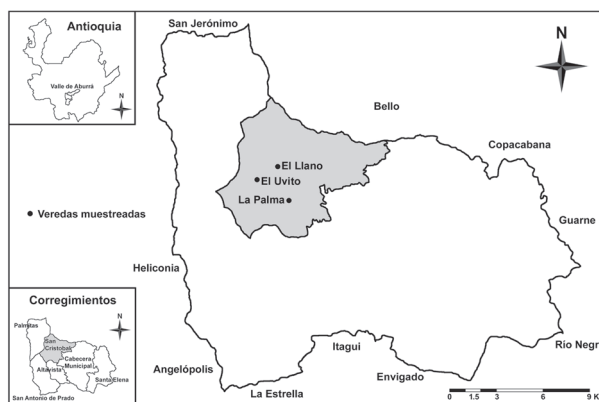 San Jerónimo
Antioquia
Valle de Aburrá
N
N
Bello
Copacabana
El Llano
El Uvito
La Palma
Veredas muestreadas
Guarne
Heliconia
Corregimientos
Palmitas
N
San
Cristobal
Cabecera
Municipal
Altavista
Santa Elena
San Antonio de Prado
Angelópolis
Itagui
Envigado
La Estrella
Río Negr
0 1.5 3 6 9 K